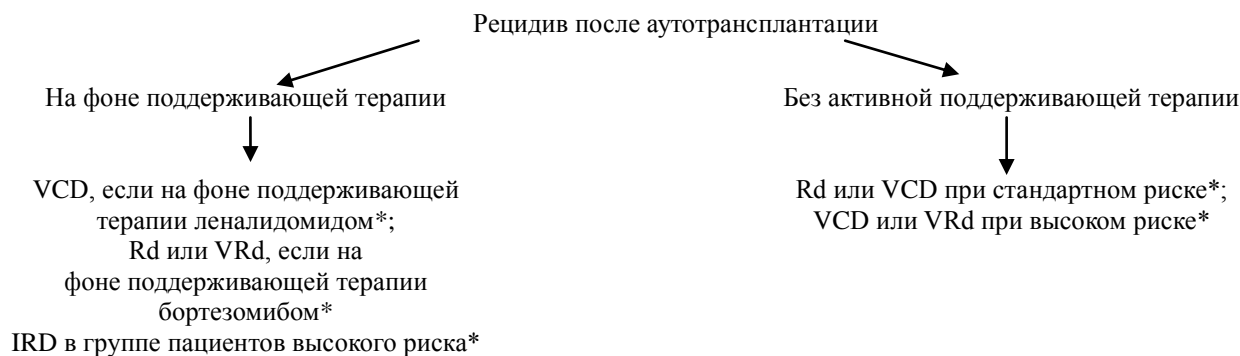 Рецидив после аутотрансплантации
На фоне поддерживающей терапии
Без активной поддерживающей терапии
VCD, если на фоне поддерживающей
терапии леналидомидом*;
Rd или VRd, если на
фоне поддерживающей терапии
бортезомибом*
IRD в группе пациентов высокого риска*
Rd или VCD при стандартном риске*;
VCD или VRd при высоком риске*